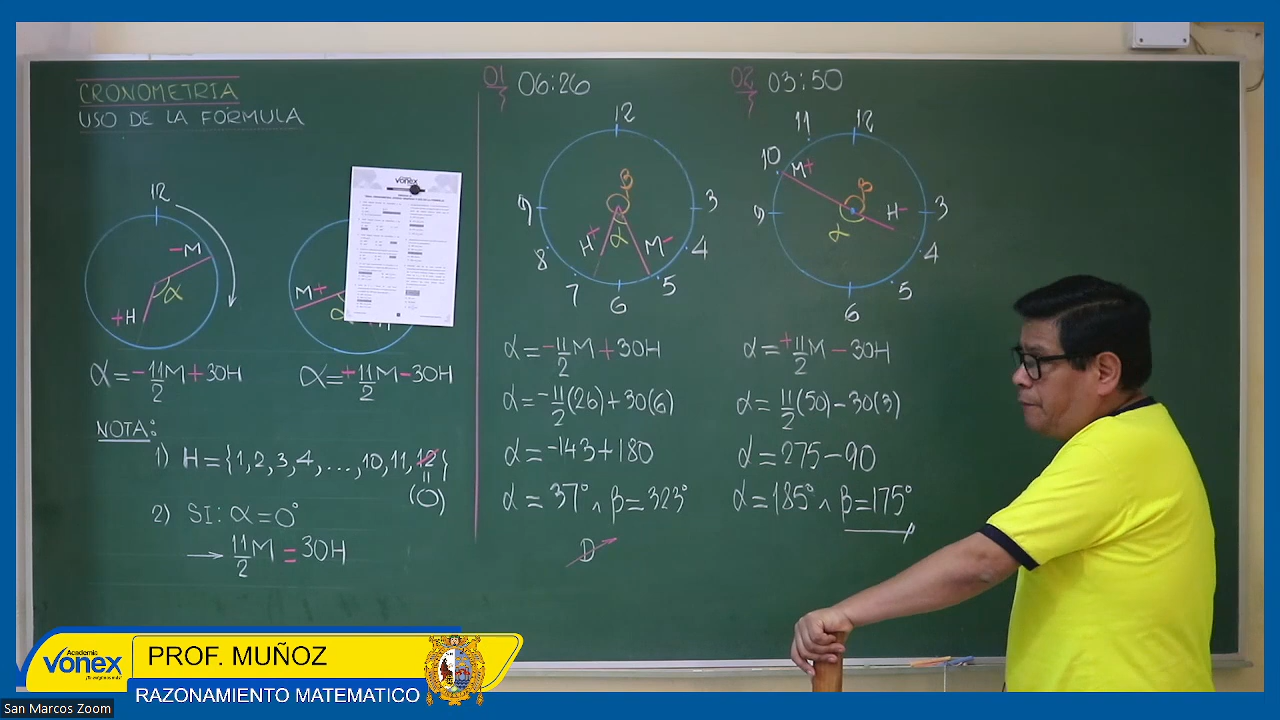 CRONOMETRIA
USO DE LA FÓRMULA
12
-M
α
+H
M+
α
α = -11/2 M + 30H
α = +11/2 M - 30H
NOTA:
1) H = {1, 2, 3, 4, ..., 10, 11, 12}
"
(0)
2) SI: α = 0°
→ 11/2 M = 30H
vonex
01 06:26
12
β
9
3
H+
α
M-
8
4
7
6
5
α = -11/2 M + 30H
α = -11/2 (26) + 30(6)
α = -143 + 180
α = 37° ∧ β = 323°
D
02 03:50
11
12
10
M+
β
H-
9
3
α
4
5
6
α = +11/2 M - 30H
α = 11/2 (50) - 30(3)
α = 275 - 90
α = 185° ∧ β = 175°
Academia
vonex
PROF. MUÑOZ
RAZONAMIENTO MATEMATICO
San Marcos Zoom